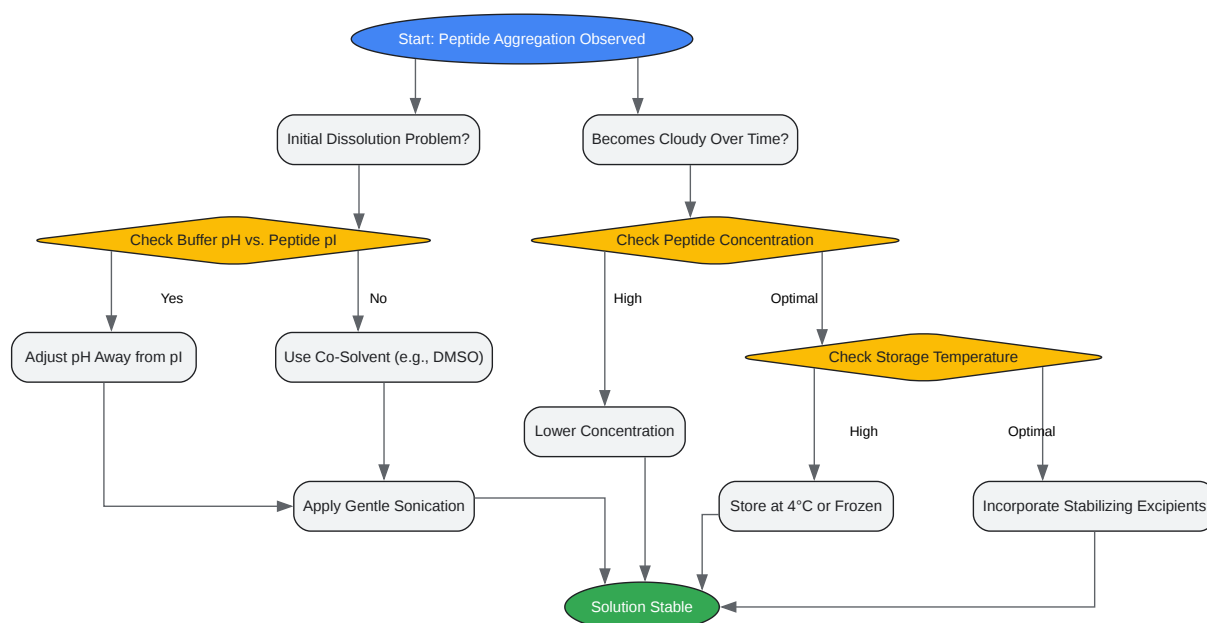 Start: Peptide Aggregation Observed
Initial Dissolution Problem?
Becomes Cloudy Over Time?
Check Buffer pH vs. Peptide pI
Check Peptide Concentration
Yes
No
High
Optimal
Adjust pH Away from pI
Use Co-Solvent (e.g., DMSO)
Check Storage Temperature
Lower Concentration
High
Optimal
Apply Gentle Sonication
Store at 4°C or Frozen
Incorporate Stabilizing Excipients
Solution Stable